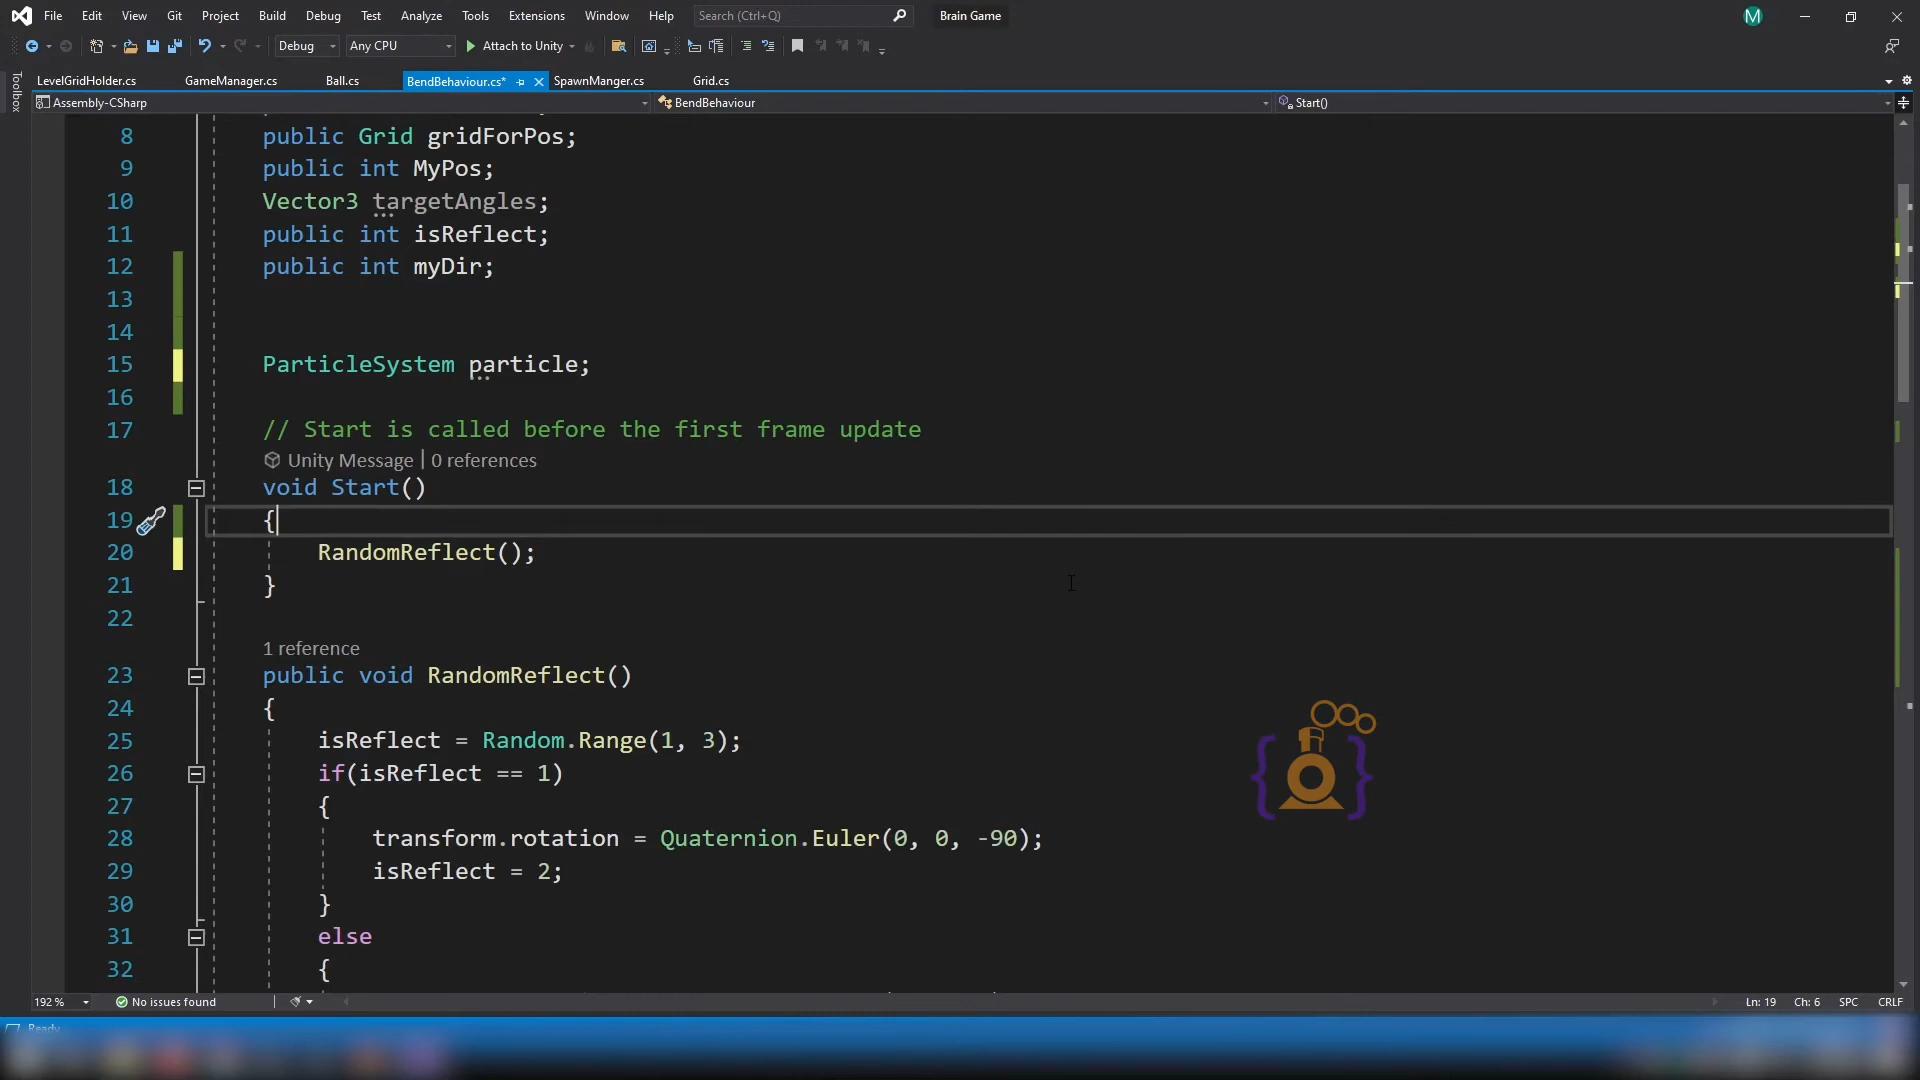 File Edit View Git Project Build Debug Test Analyze Tools Extensions Window Help Search (Ctrl+Q) Brain Game M
Debug Any CPU Attach to Unity
LevelGridHolder.cs GameManager.cs Ball.cs BendBehaviour.cs* SpawnManger.cs Grid.cs
Toolbox
Assembly-CSharp BendBehaviour Start()
8 public Grid gridForPos;
9 public int MyPos;
10 Vector3 targetAngles;
11 public int isReflect;
12 public int myDir;
13
14
15 ParticleSystem particle;
16
17 // Start is called before the first frame update
Unity Message | 0 references
18 void Start()
19 {
20 RandomReflect();
21 }
22
1 reference
23 public void RandomReflect()
24 {
25 isReflect = Random.Range(1, 3);
26 if(isReflect == 1)
27 {
28 transform.rotation = Quaternion.Euler(0, 0, -90);
29 isReflect = 2;
30 }
31 else
32 {
192 % No issues found Ln: 19 Ch: 6 SPC CRLF
Ready